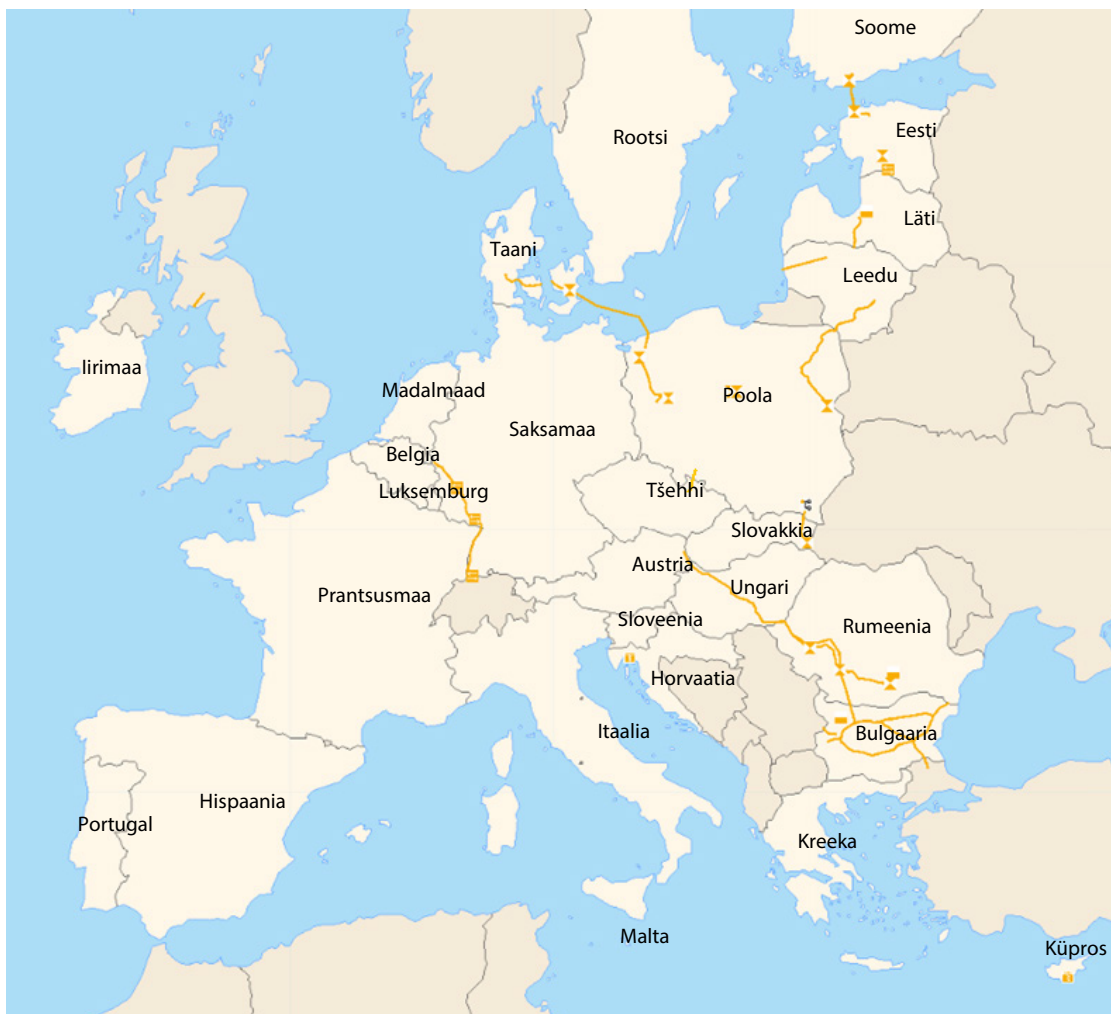 Soome
Rootsi
Eesti
Läti
Taani
Leedu
Iirimaa
Madalmaad
Poola
Saksamaa
Belgia
Luksemburg
Tšehhi
Slovakkia
Austria
Ungari
Prantsusmaa
Sloveenia
Rumeenia
Horvaatia
Itaalia
Bulgaaria
Hispaania
Portugal
Kreeka
Malta
Küpros